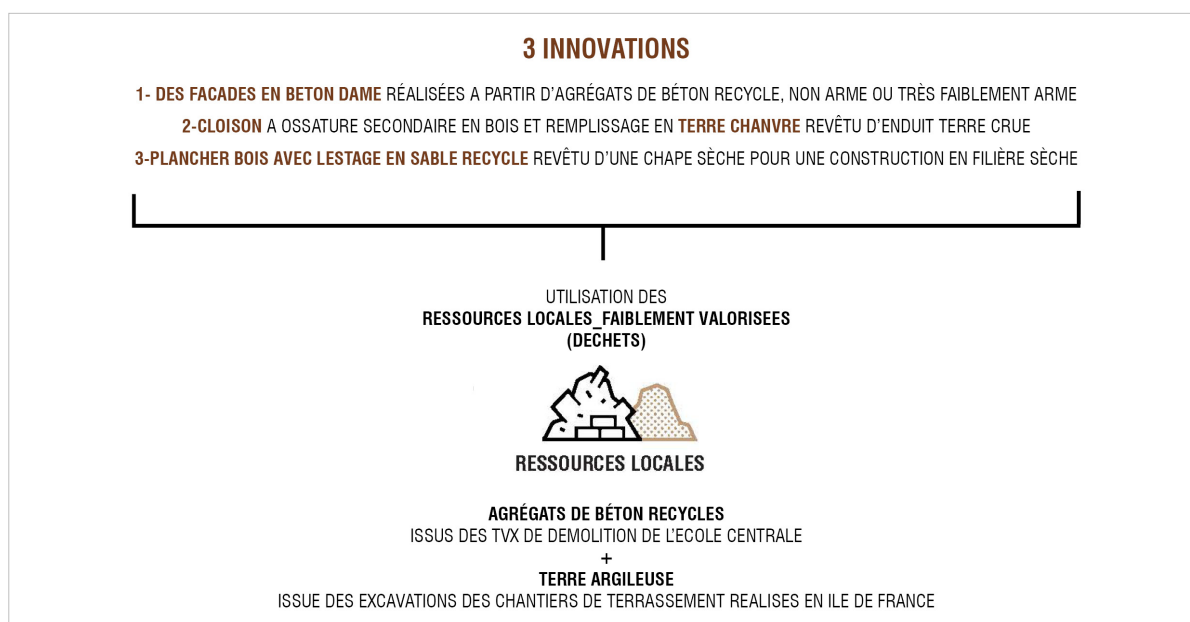 3 INNOVATIONS
1- DES FACADES EN BETON DAME RÉALISÉES A PARTIR D'AGRÉGATS DE BÉTON RECYCLE, NON ARME OU TRÈS FAIBLEMENT ARME
2-CLOISON A OSSATURE SECONDAIRE EN BOIS ET REMPLISSAGE EN TERRE CHANVRE REVÊTU D'ENDUIT TERRE CRUE
3-PLANCHER BOIS AVEC LESTAGE EN SABLE RECYCLE REVÊTU D'UNE CHAPE SÈCHE POUR UNE CONSTRUCTION EN FILIÈRE SÈCHE
UTILISATION DES
RESSOURCES LOCALES_FAIBLEMENT VALORISEES
(DECHETS)
RESSOURCES LOCALES
AGRÉGATS DE BÉTON RECYCLES
ISSUS DES TVX DE DEMOLITION DE L'ECOLE CENTRALE
+
TERRE ARGILEUSE
ISSUE DES EXCAVATIONS DES CHANTIERS DE TERRASSEMENT REALISES EN ILE DE FRANCE